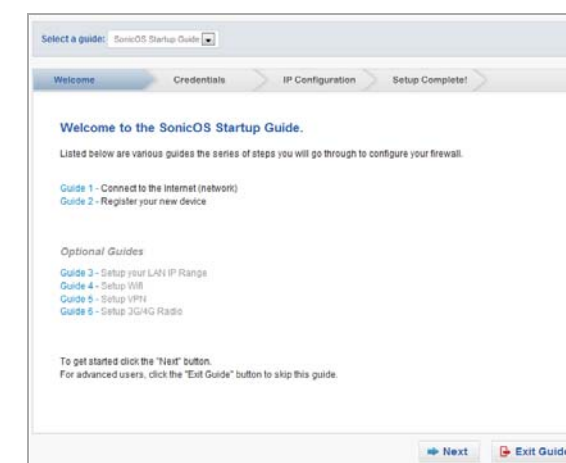 Select a guide: SonicOS Startup Guide
Welcome Credentials IP Configuration Setup Complete!
Welcome to the SonicOS Startup Guide.
Listed below are various guides the series of steps you will go through to configure your firewall.
Guide 1 - Connect to the internet (network)
Guide 2 - Register your new device
Optional Guides
Guide 3 - Setup your LAN IP Range
Guide 4 - Setup Wifi
Guide 5 - Setup VPN
Guide 6 - Setup 3G/4G Radio
To get started click the "Next" button.
For advanced users, click the "Exit Guide" button to skip this guide.
Next Exit Guide